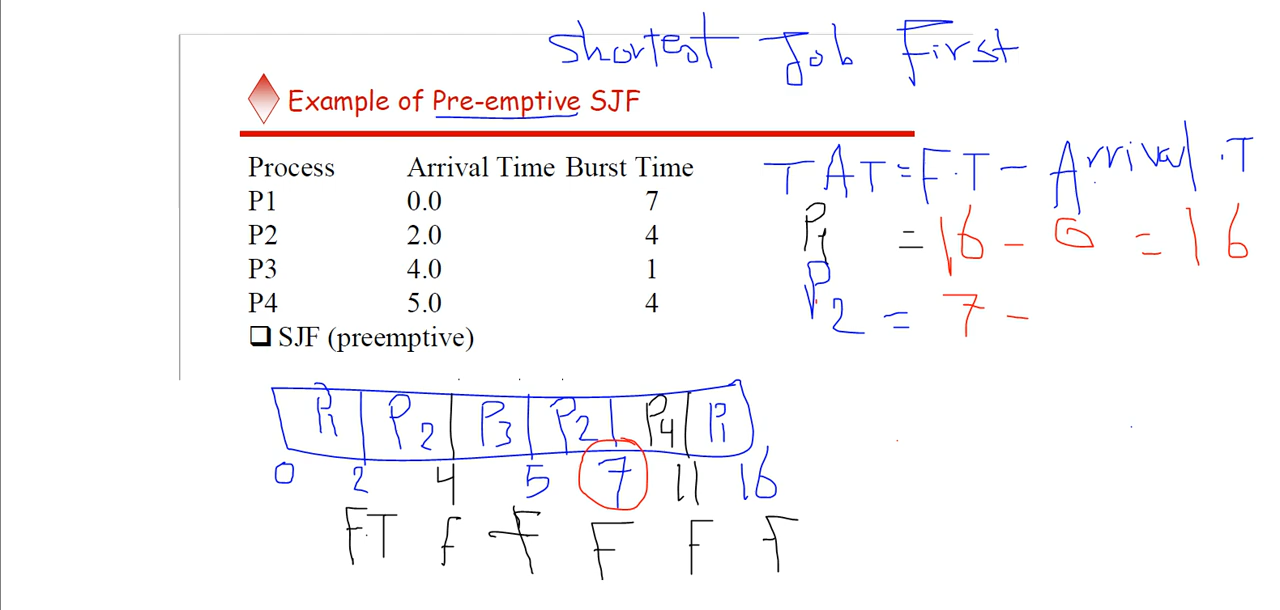 Shortest Job First
Example of Pre-emptive SJF
Process Arrival Time Burst Time
P1 0.0 7
P2 2.0 4
P3 4.0 1
P4 5.0 4
❑ SJF (preemptive)
TAT = F.T - Arrival .T
P1 = 16 - 0 = 16
P2 = 7 -
P1 P2 P3 P2 P4 P1
0 2 4 5 7 11 16
F.T f F F F F